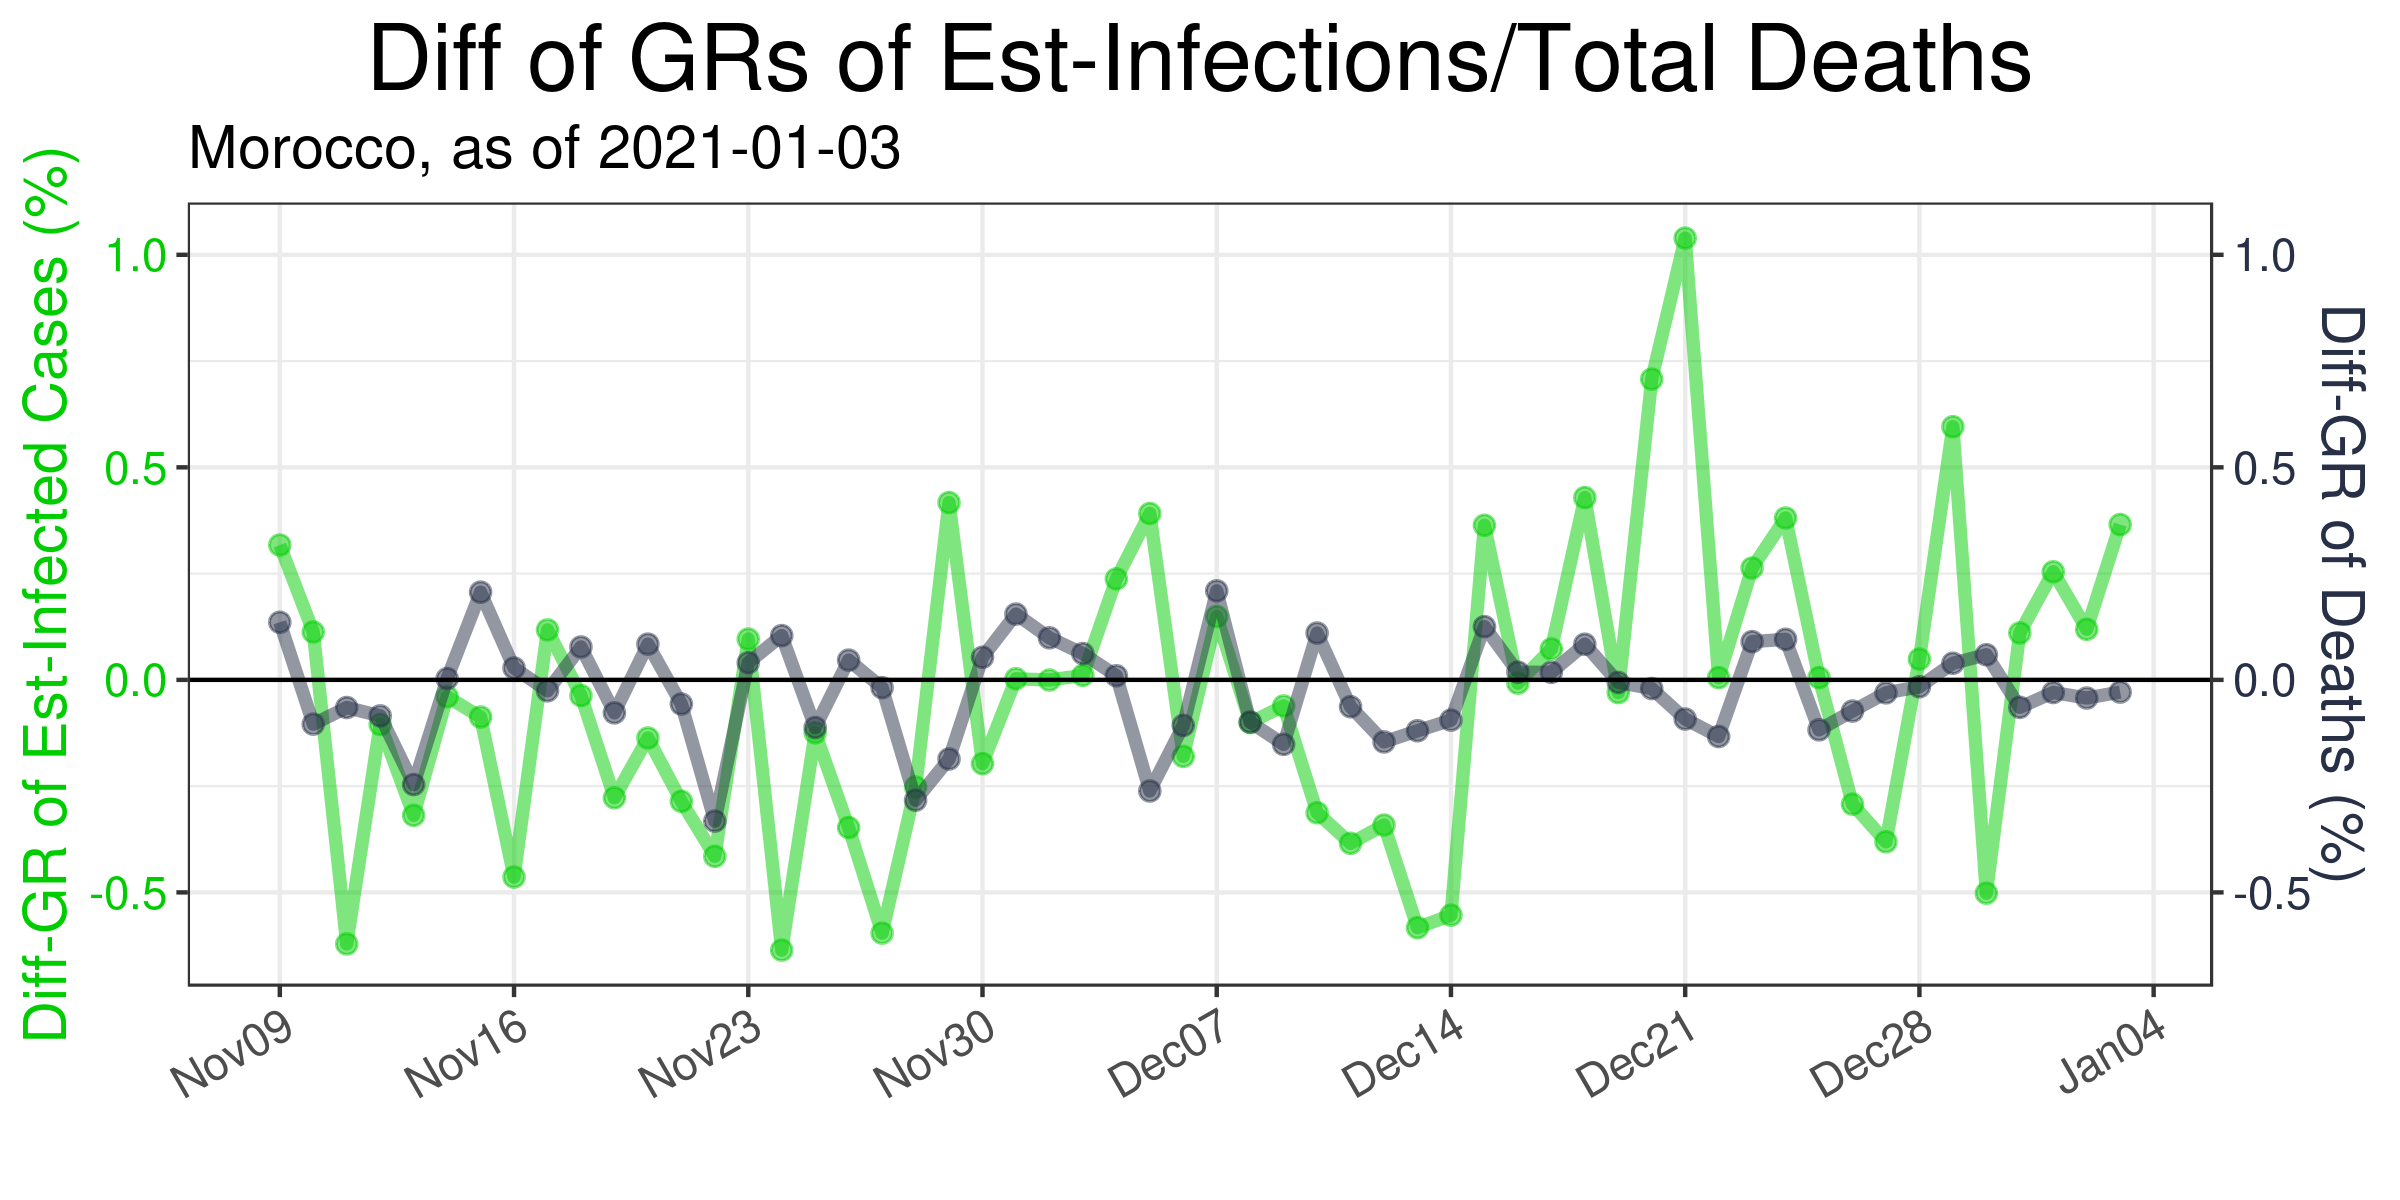 Diff of GRs of Est-Infections/Total Deaths
Morocco, as of 2021-01-03
Diff-GR of Est-Infected Cases (%)
1.0
0.5
0.0
-0.5
1.0
0.5
0.0
-0.5
Diff-GR of Deaths (%)
Nov09
Nov16
Nov23
Nov30
Dec07
Dec14
Dec21
Dec28
Jan04